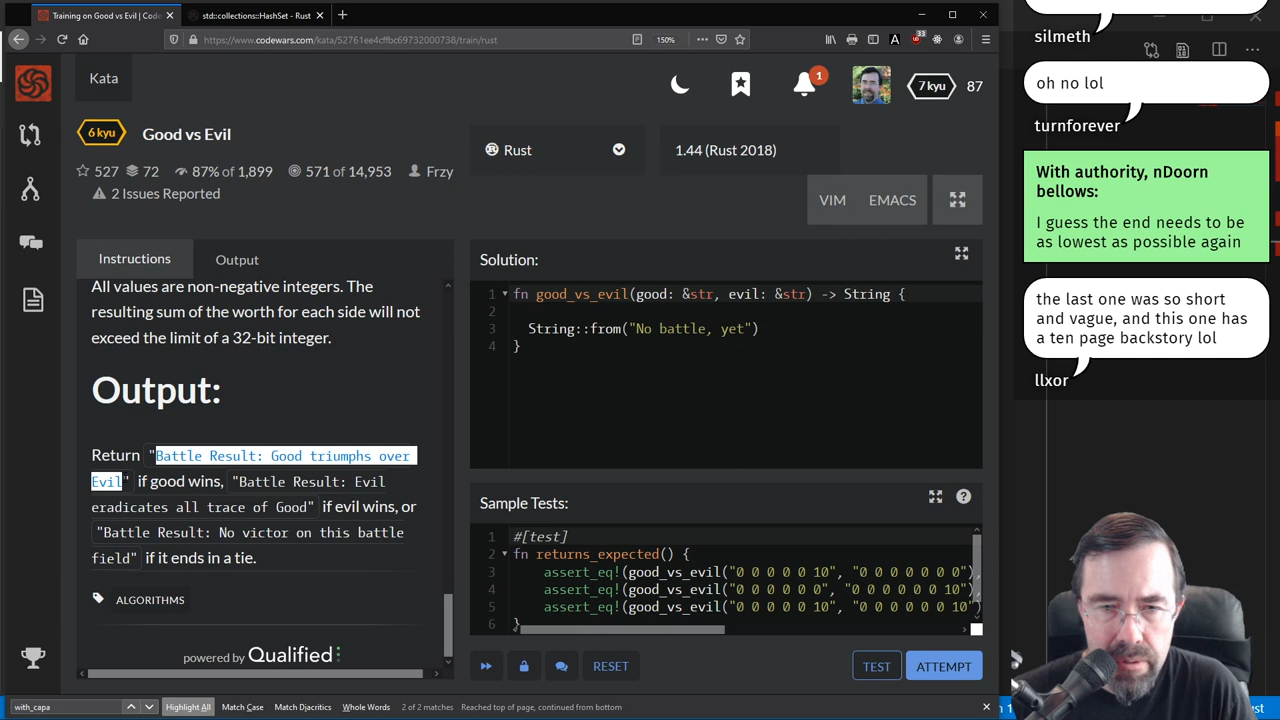 Training on Good vs Evil | Cod
std::collections::HashSet - Rust
https://www.codewars.com/kata/52761ee4cffbc69732000738/train/rust
150%
33
Kata
1
7 kyu
87
6 kyu
Good vs Evil
527
72
87% of 1,899
571 of 14,953
Frzy
2 Issues Reported
Rust
1.44 (Rust 2018)
VIM
EMACS
Instructions
Output
All values are non-negative integers. The
resulting sum of the worth for each side will not
exceed the limit of a 32-bit integer.
Output:
Return "Battle Result: Good triumphs over
Evil" if good wins, "Battle Result: Evil
eradicates all trace of Good" if evil wins, or
"Battle Result: No victor on this battle
field" if it ends in a tie.
ALGORITHMS
powered by Qualified
Solution:
1 fn good_vs_evil(good: &str, evil: &str) -> String {
2
3 String::from("No battle, yet")
4 }
Sample Tests:
1 #[test]
2 fn returns_expected() {
3 assert_eq!(good_vs_evil("0 0 0 0 0 10", "0 0 0 0 0 0 0"),
4 assert_eq!(good_vs_evil("0 0 0 0 0 0", "0 0 0 0 0 0 10"),
5 assert_eq!(good_vs_evil("0 0 0 0 0 10", "0 0 0 0 0 0 10")
6 }
RESET
TEST
ATTEMPT
with_capa
Highlight All
Match Case
Match Diacritics
Whole Words
2 of 2 matches
Reached top of page, continued from bottom
silmeth
oh no lol
turnforever
With authority, nDoorn
bellows:
I guess the end needs to be
as lowest as possible again
the last one was so short
and vague, and this one has
a ten page backstory lol
llxor